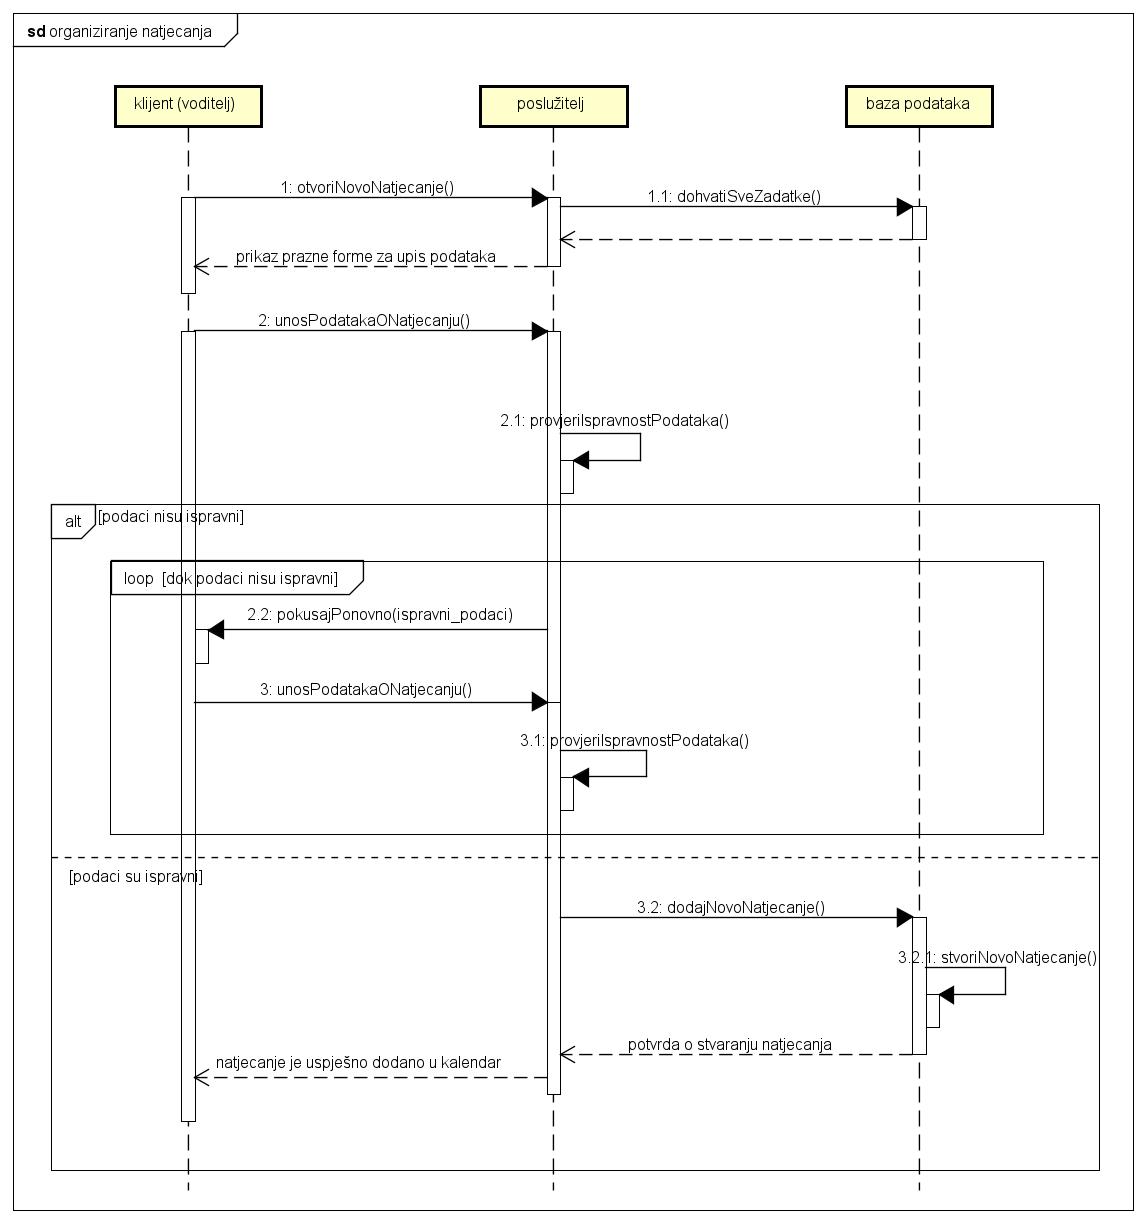 sd organiziranje natjecanja
klijent (voditelj)
poslužitelj
baza podataka
1: otvoriNovoNatjecanje()
1.1: dohvatiSveZadatke()
prikaz prazne forme za upis podataka
2: unosPodatakaONatjecanju()
2.1: provjeriIspravnostPodataka()
alt [podaci nisu ispravni]
loop [dok podaci nisu ispravni]
2.2: pokusajPonovno(ispravni_podaci)
3: unosPodatakaONatjecanju()
3.1: provjeriIspravnostPodataka()
[podaci su ispravni]
3.2: dodajNovoNatjecanje()
3.2.1: stvoriNovoNatjecanje()
potvrda o stvaranju natjecanja
natjecanje je uspješno dodano u kalendar